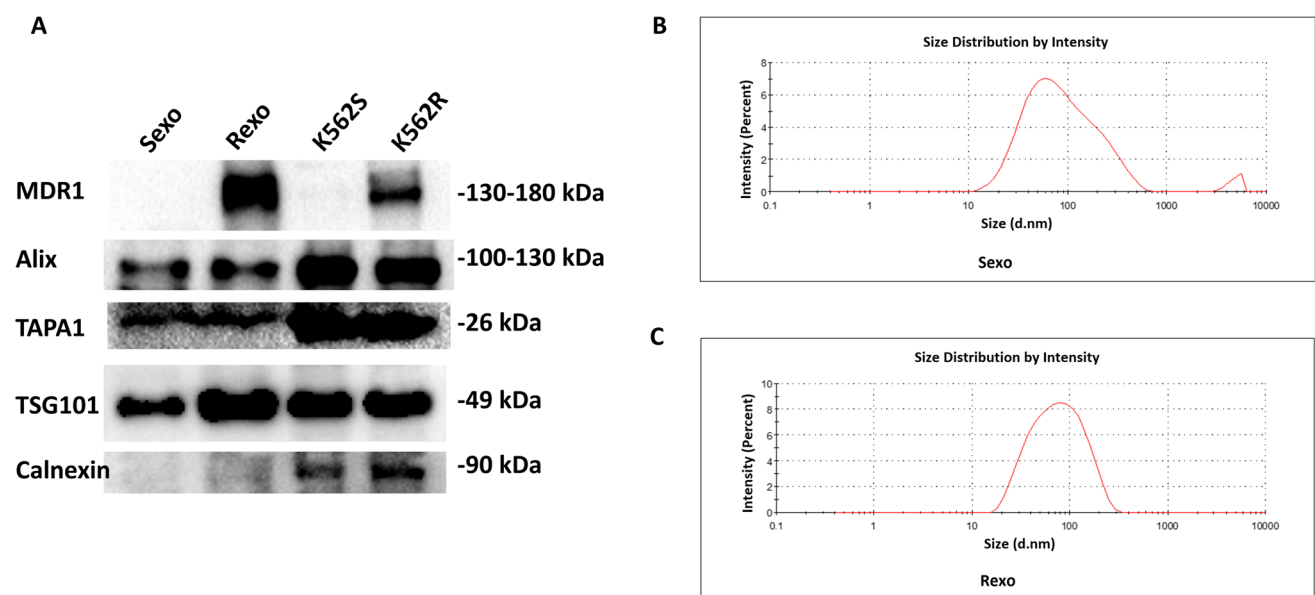 A
Sexo Rexo K562S K562R
MDR1 -130-180 kDa
Alix -100-130 kDa
TAPA1 -26 kDa
TSG101 -49 kDa
Calnexin -90 kDa
B
Size Distribution by Intensity
Intensity (Percent)
8
6
4
2
0
0.1 1 10 100 1000 10000
Size (d.nm)
Sexo
C
Size Distribution by Intensity
Intensity (Percent)
10
8
6
4
2
0
0.1 1 10 100 1000 10000
Size (d.nm)
Rexo